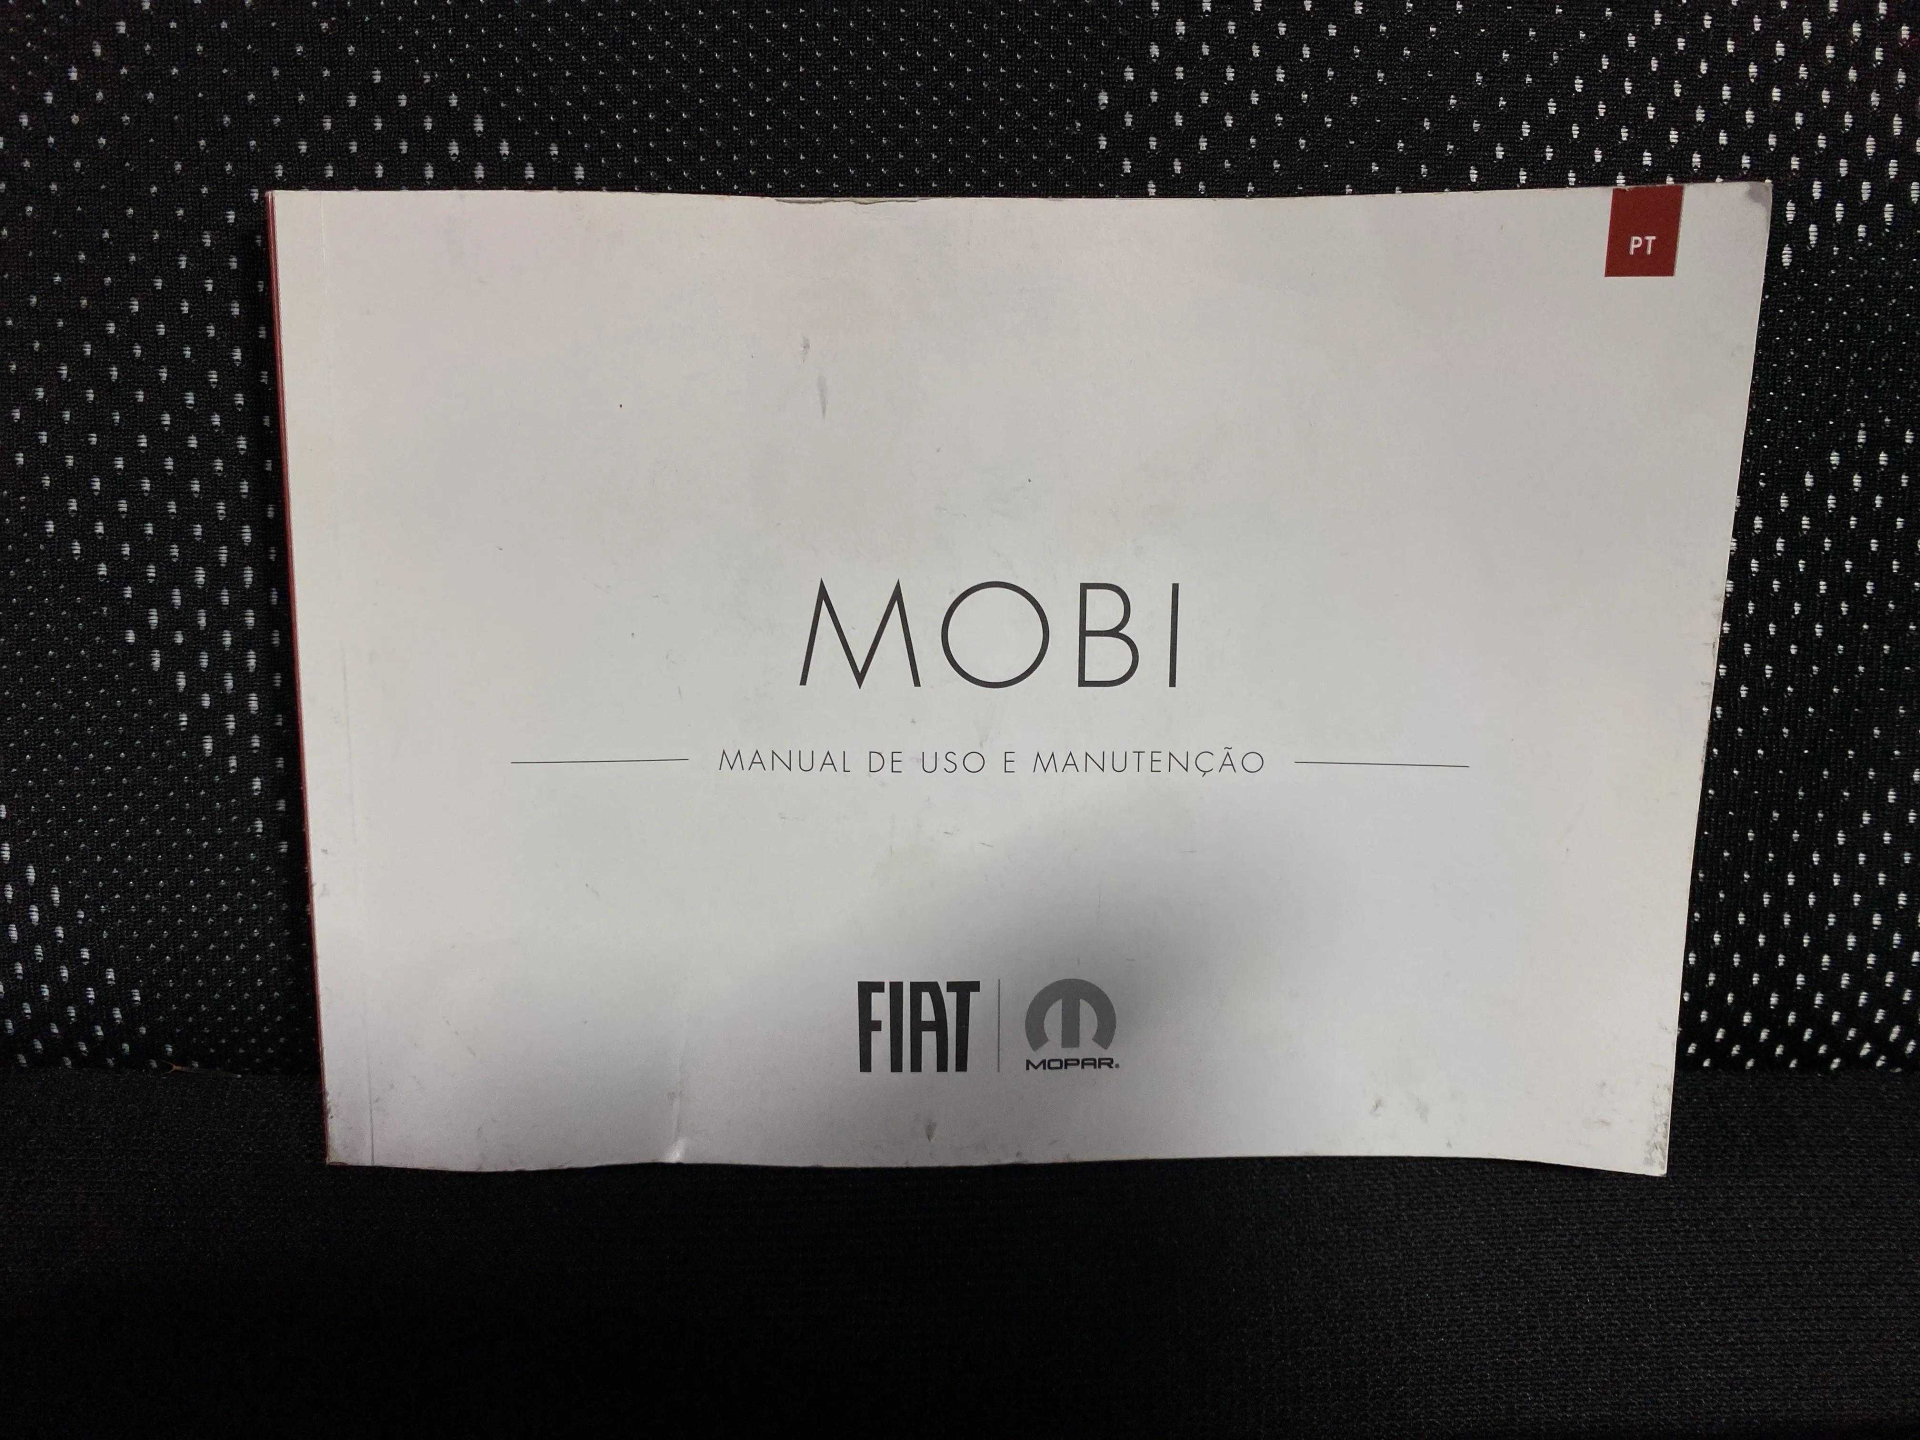 PT
MOBI
MANUAL DE USO E MANUTENÇÃO
FIAT
MOPAR®